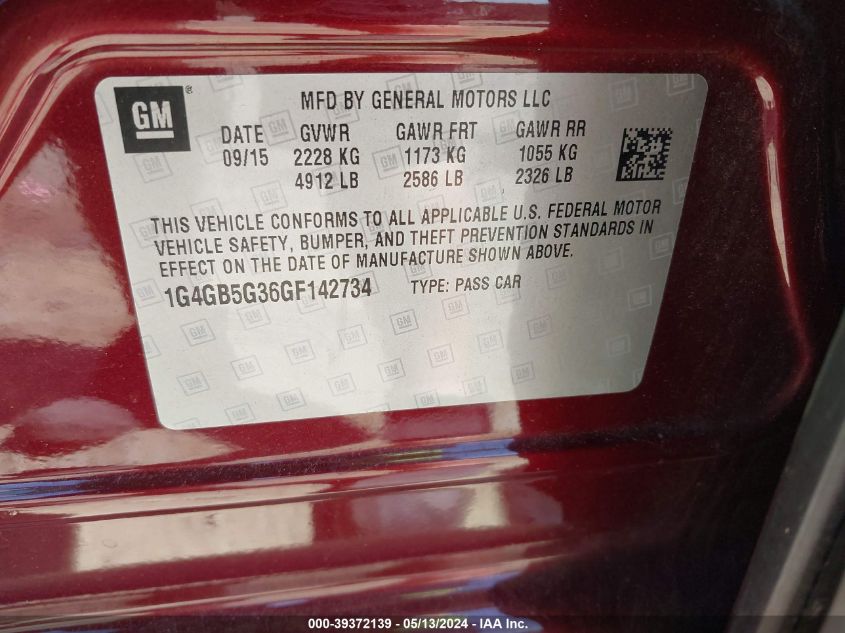 GM ®
MFD BY GENERAL MOTORS LLC
DATE GVWR GAWR FRT GAWR RR
09/15 2228 KG 1173 KG 1055 KG
4912 LB 2586 LB 2326 LB
THIS VEHICLE CONFORMS TO ALL APPLICABLE U.S. FEDERAL MOTOR
VEHICLE SAFETY, BUMPER, AND THEFT PREVENTION STANDARDS IN
EFFECT ON THE DATE OF MANUFACTURE SHOWN ABOVE.
1G4GB5G36GF142734 TYPE: PASS CAR
000-39372139 — 05/13/2024 — IAA Inc.